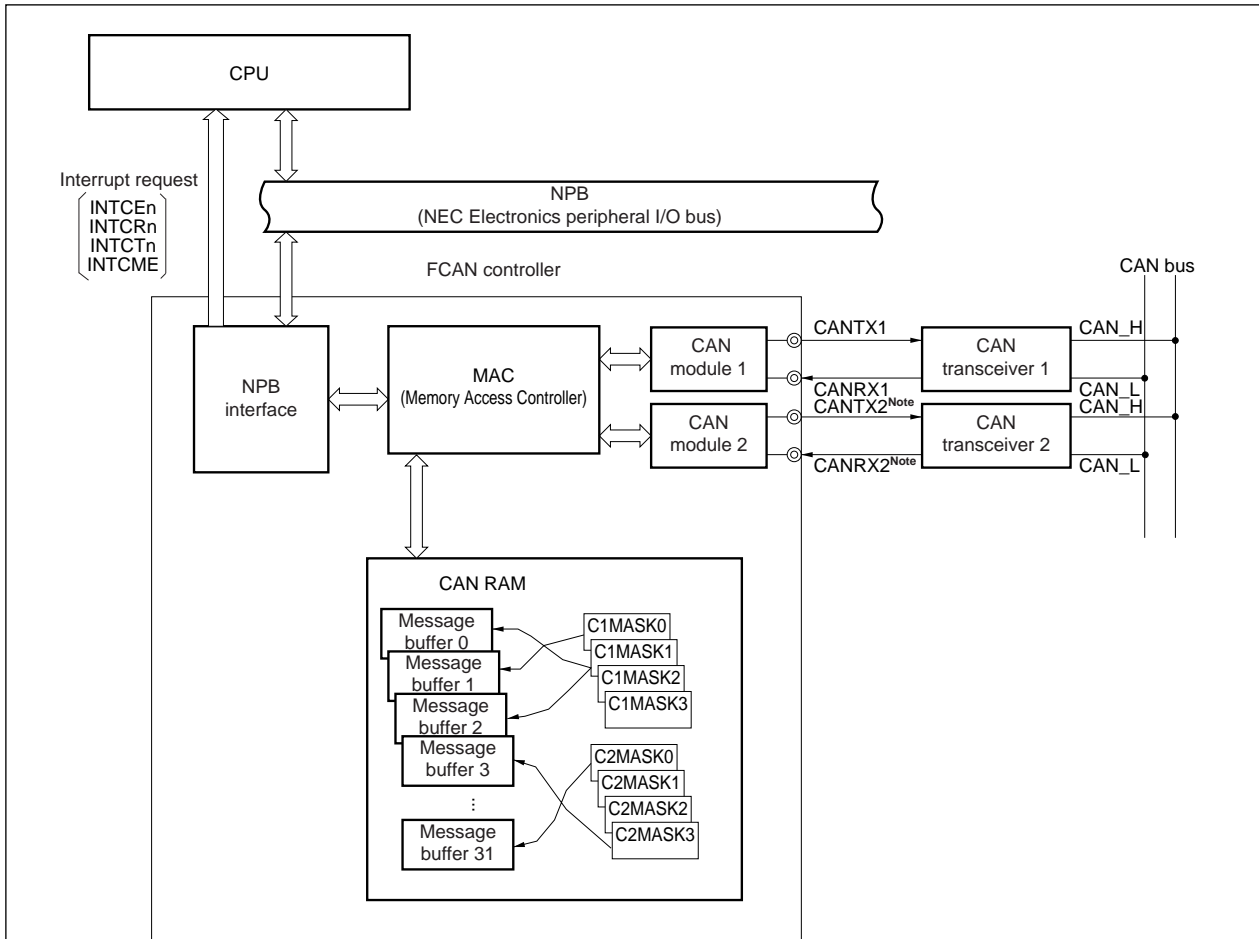 CPU
Interrupt request
INTCEn
INTCRn
INTCTn
INTCME
NPB
(NEC Electronics peripheral I/O bus)
FCAN controller
CAN bus
NPB
interface
MAC
(Memory Access Controller)
CAN
module 1
CAN
module 2
CANTX1
CANRX1
CANTX2Note
CANRX2Note
CAN
transceiver 1
CAN
transceiver 2
CAN_H
CAN_L
CAN_H
CAN_L
CAN RAM
Message
buffer 0
Message
buffer 1
Message
buffer 2
Message
buffer 3
...
Message
buffer 31
C1MASK0
C1MASK1
C1MASK2
C1MASK3
C2MASK0
C2MASK1
C2MASK2
C2MASK3